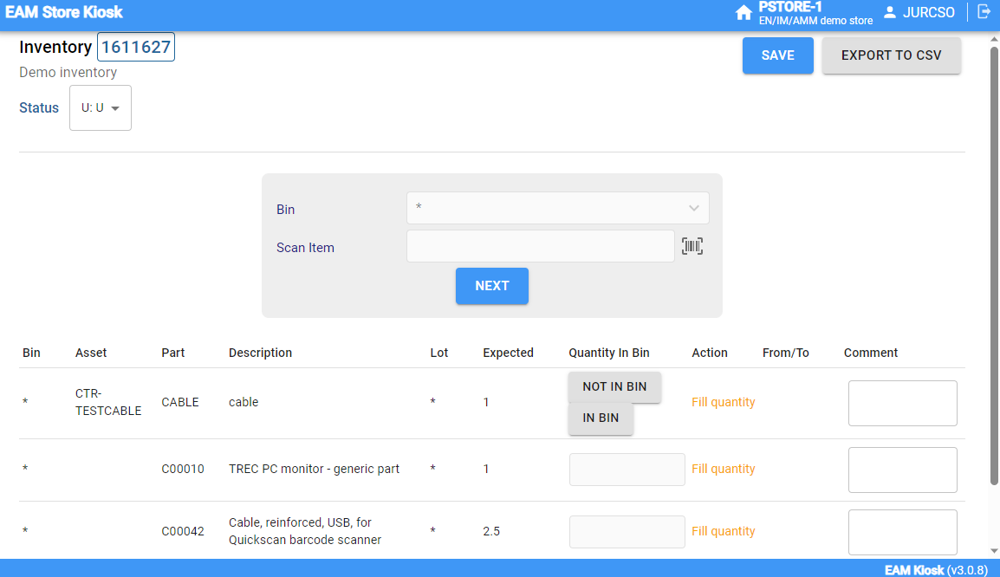 EAM Store Kiosk
PSTORE-1
EN/IM/AMM demo store
JURCSO
Inventory 1611627
SAVE
EXPORT TO CSV
Demo inventory
Status U: U
Bin *
Scan Item
NEXT
Bin Asset Part Description Lot Expected Quantity In Bin Action From/To Comment
* CTR-TESTCABLE CABLE cable * 1 NOT IN BIN IN BIN Fill quantity
* C00010 TREC PC monitor - generic part * 1 Fill quantity
* C00042 Cable, reinforced, USB, for Quickscan barcode scanner * 2.5 Fill quantity
EAM Kiosk (v3.0.8)